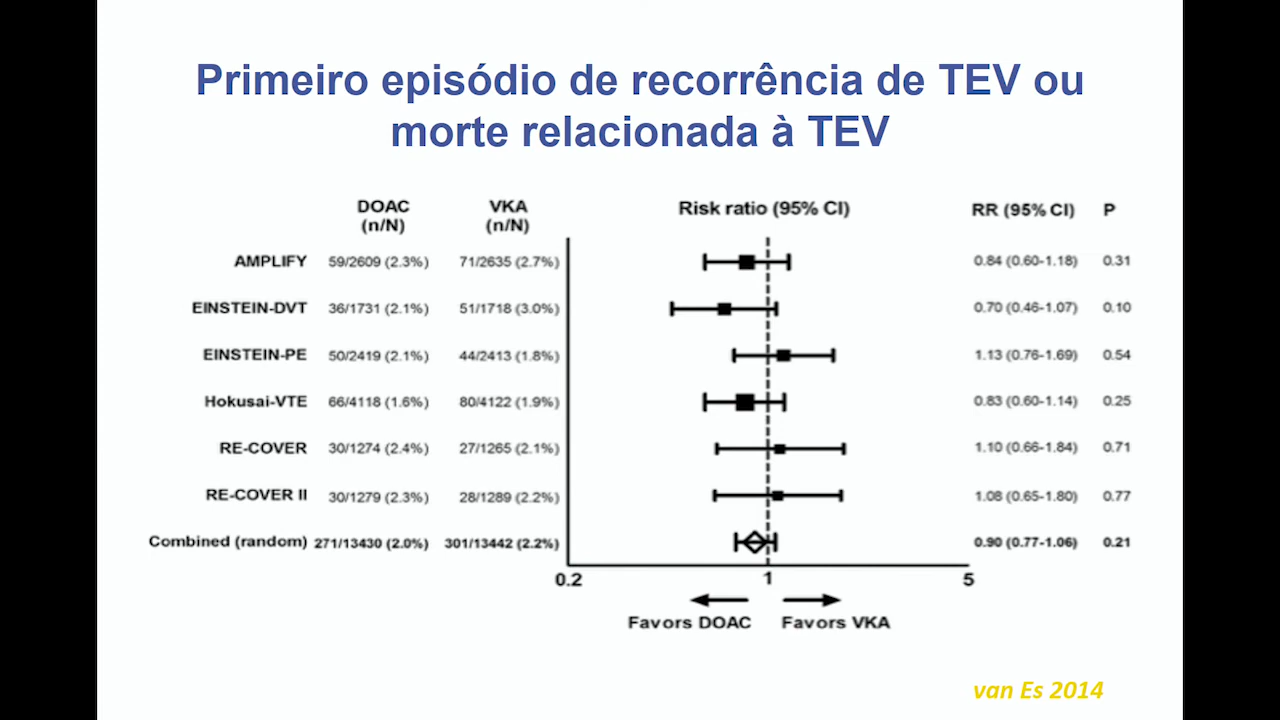 Primeiro episódio de recorrência de TEV ou
morte relacionada à TEV
DOAC (n/N) VKA (n/N) Risk ratio (95% CI) RR (95% CI) P
AMPLIFY 59/2609 (2.3%) 71/2635 (2.7%) 0.84 (0.60-1.18) 0.31
EINSTEIN-DVT 36/1731 (2.1%) 51/1718 (3.0%) 0.70 (0.46-1.07) 0.10
EINSTEIN-PE 50/2419 (2.1%) 44/2413 (1.8%) 1.13 (0.76-1.69) 0.54
Hokusai-VTE 66/4118 (1.6%) 80/4122 (1.9%) 0.83 (0.60-1.14) 0.25
RE-COVER 30/1274 (2.4%) 27/1265 (2.1%) 1.10 (0.66-1.84) 0.71
RE-COVER II 30/1279 (2.3%) 28/1289 (2.2%) 1.08 (0.65-1.80) 0.77
Combined (random) 271/13430 (2.0%) 301/13442 (2.2%) 0.90 (0.77-1.06) 0.21
0.2 1 5
Favors DOAC Favors VKA
van Es 2014